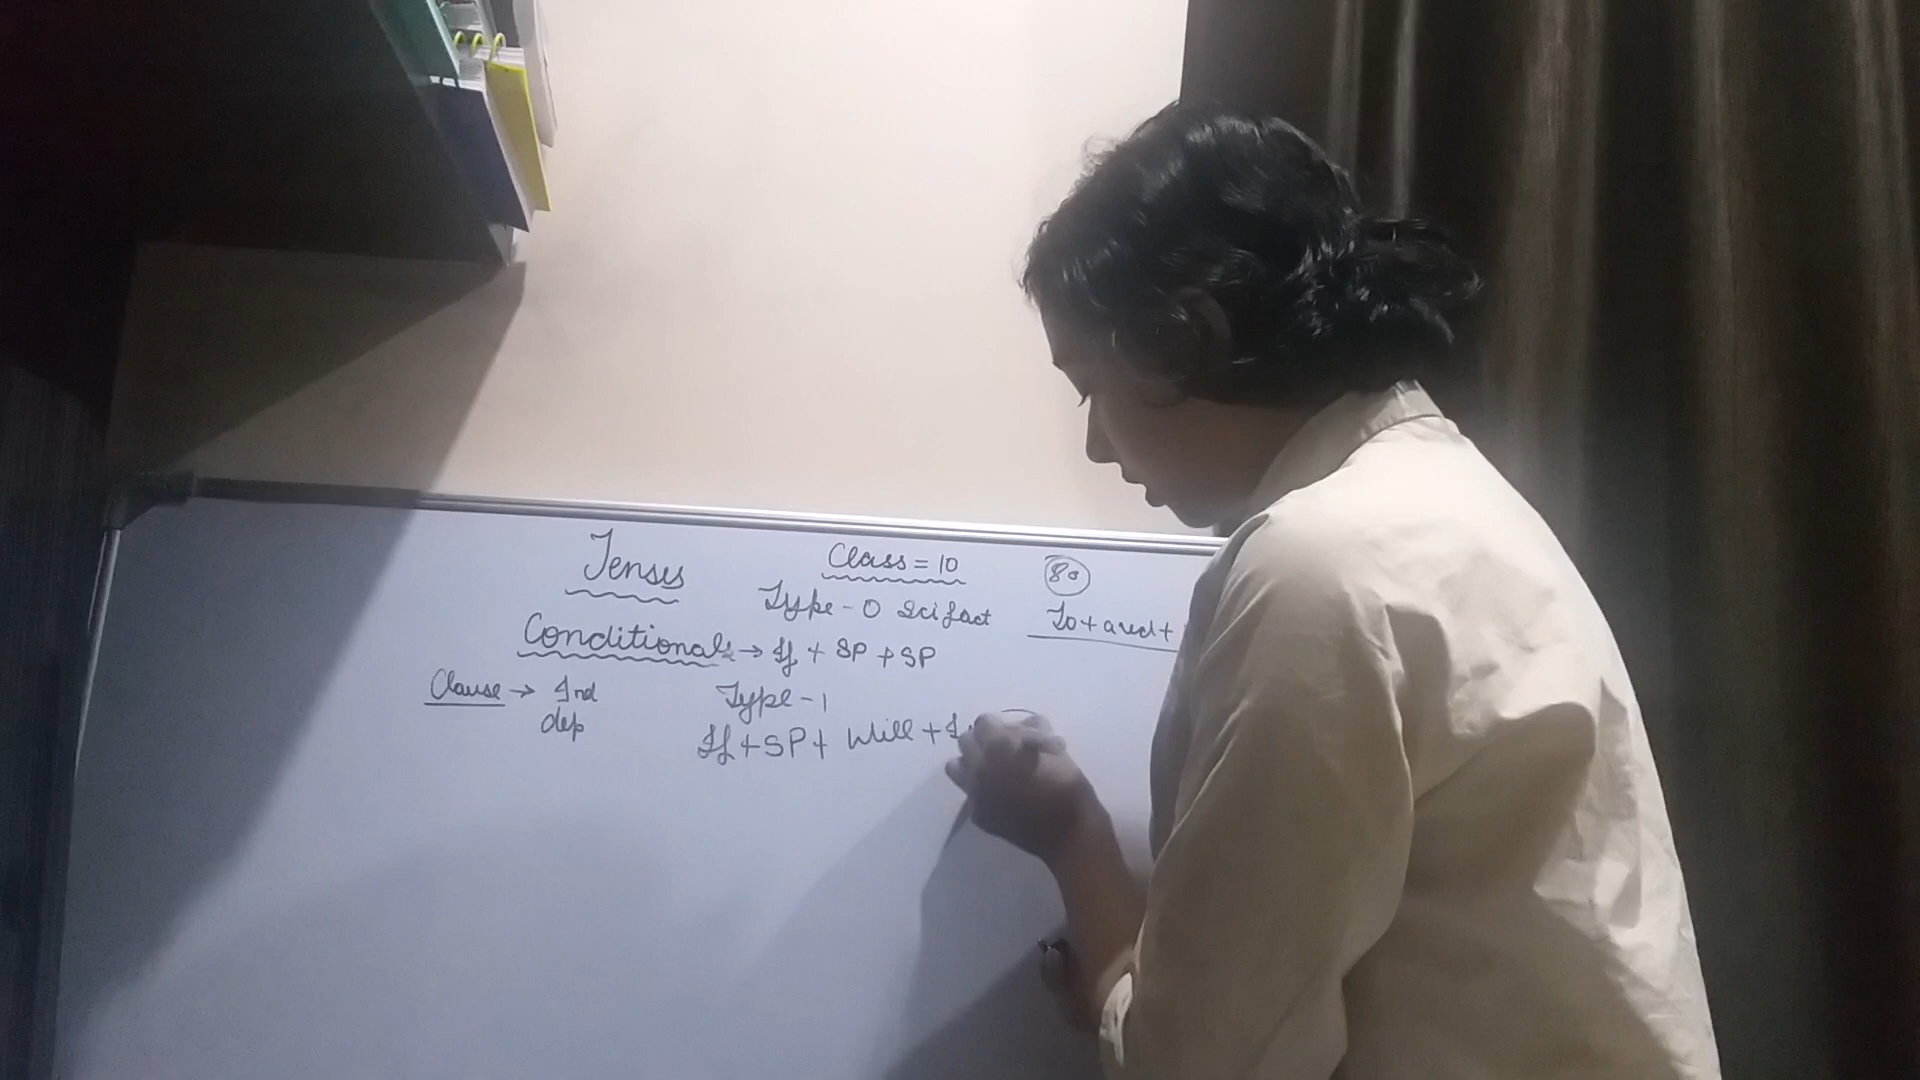 Tenses
Class = 10
80
Type - 0 Sci fact
To + a
Conditionals → If + SP + SP
Clause → Ind
dep
Type - 1
If + SP + Will +